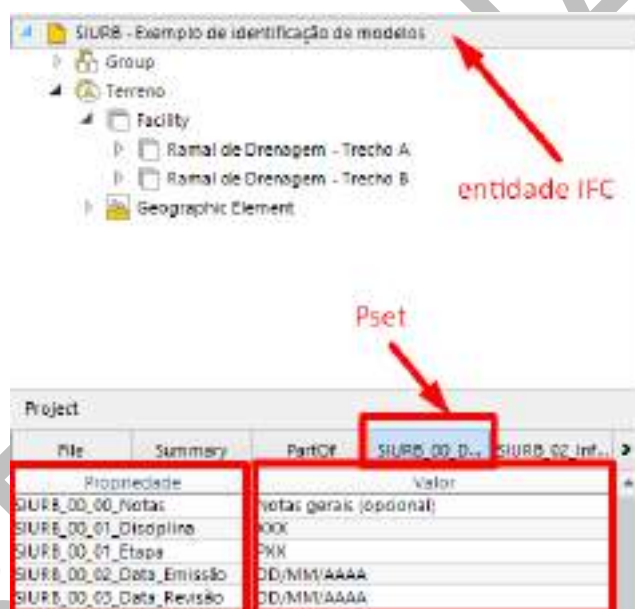 SIURB - Exemplo de identificação de modelos
Group
Terreno
Facility
Ramal de Drenagem - Trecho A
Ramal de Drenagem - Trecho B
Geographic Element
entidade IFC
Pset
Project
File Summary PartOf SIURB_00_D... SIURB_02_Inf...
Propriedade Valor
SIURB_00_00_Notas Notas gerais (opcional)
SIURB_00_01_Disciplina XXX
SIURB_00_01_Etapa PXX
SIURB_00_02_Data_Emissão DD/MM/AAAA
SIURB_00_03_Data_Revisão DD/MM/AAAA